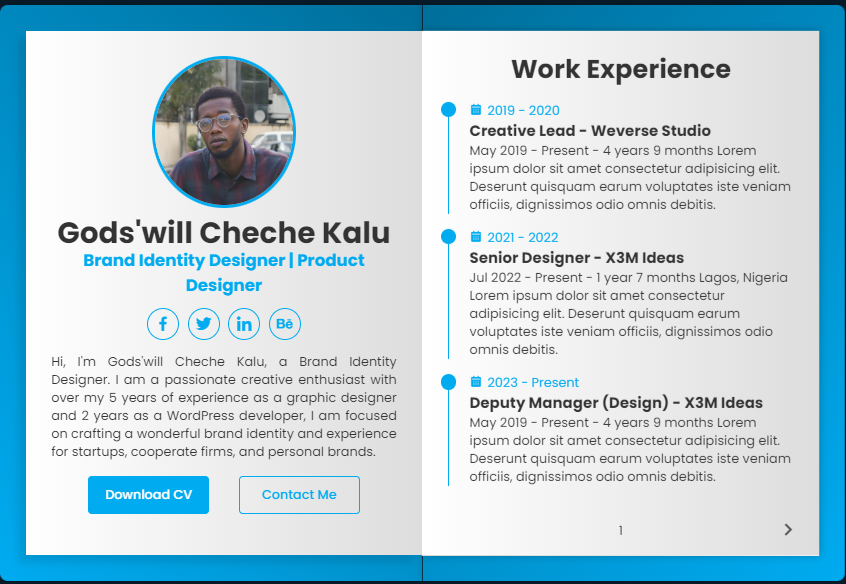 Gods'will Cheche Kalu
Brand Identity Designer | Product
Designer
Bē
Hi, I'm Gods'will Cheche Kalu, a Brand Identity
Designer. I am a passionate creative enthusiast with
over my 5 years of experience as a graphic designer
and 2 years as a WordPress developer, I am focused
on crafting a wonderful brand identity and experience
for startups, cooperate firms, and personal brands.
Download CV
Contact Me
Work Experience
2019 - 2020
Creative Lead - Weverse Studio
May 2019 - Present - 4 years 9 months Lorem
ipsum dolor sit amet consectetur adipisicing elit.
Deserunt quisquam earum voluptates iste veniam
officiis, dignissimos odio omnis debitis.
2021 - 2022
Senior Designer - X3M Ideas
Jul 2022 - Present - 1 year 7 months Lagos, Nigeria
Lorem ipsum dolor sit amet consectetur
adipisicing elit. Deserunt quisquam earum
voluptates iste veniam officiis, dignissimos odio
omnis debitis.
2023 - Present
Deputy Manager (Design) - X3M Ideas
May 2019 - Present - 4 years 9 months Lorem
ipsum dolor sit amet consectetur adipisicing elit.
Deserunt quisquam earum voluptates iste veniam
officiis, dignissimos odio omnis debitis.
1